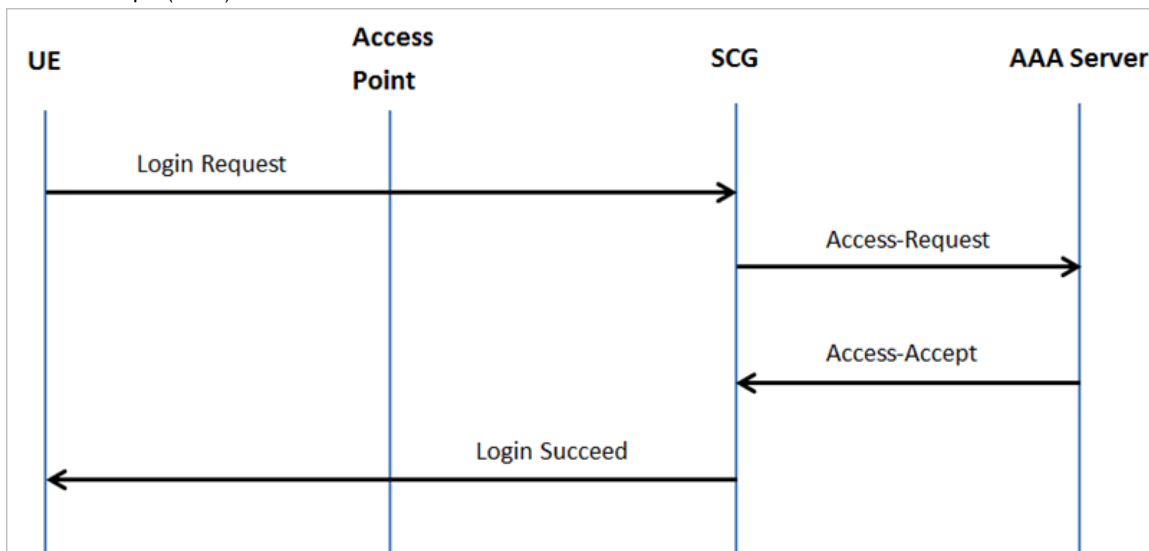 UE
Access
Point
SCG
AAA Server
Login Request
Access-Request
Access-Accept
Login Succeed